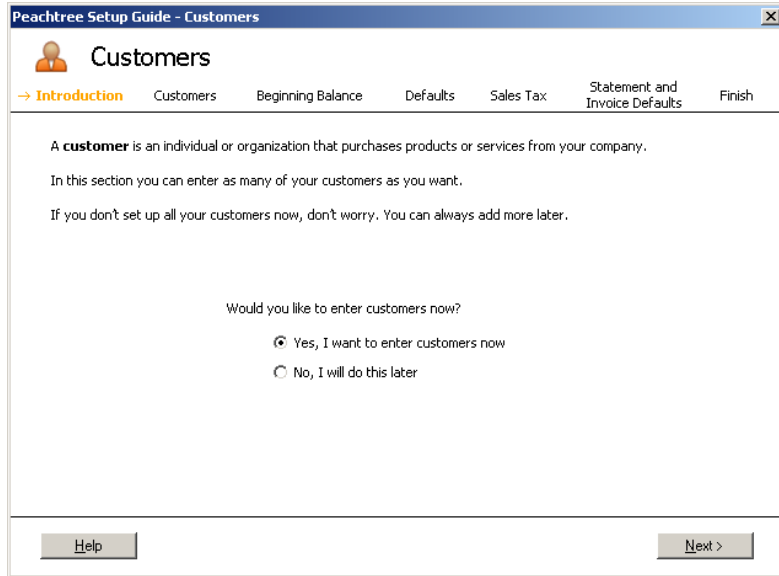 Peachtree Setup Guide - Customers
Customers
→ Introduction Customers Beginning Balance Defaults Sales Tax Statement and Invoice Defaults Finish
A customer is an individual or organization that purchases products or services from your company.
In this section you can enter as many of your customers as you want.
If you don't set up all your customers now, don't worry. You can always add more later.
Would you like to enter customers now?
Yes, I want to enter customers now
No, I will do this later
Help Next >